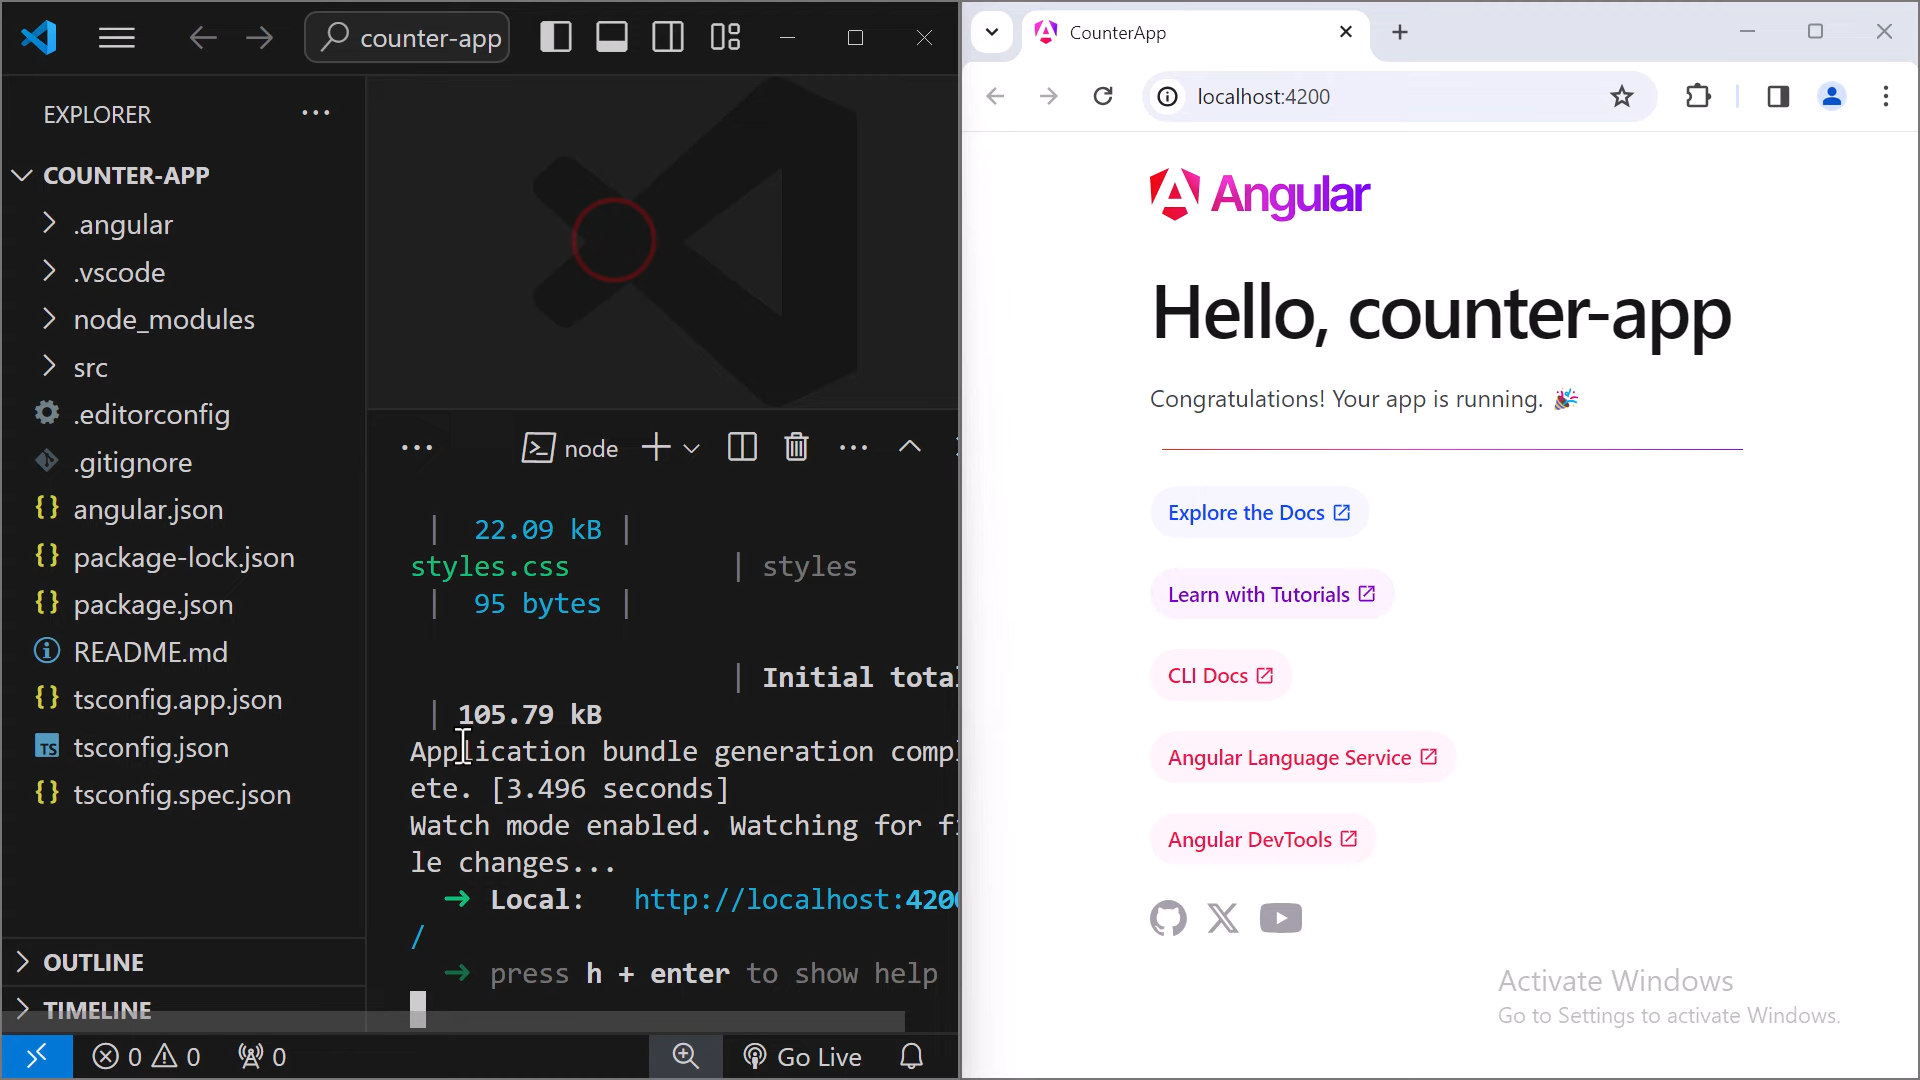 counter-app
EXPLORER
COUNTER-APP
.angular
.vscode
node_modules
src
.editorconfig
.gitignore
angular.json
package-lock.json
package.json
README.md
tsconfig.app.json
TS tsconfig.json
tsconfig.spec.json
OUTLINE
TIMELINE
node
| 22.09 kB |
styles.css | styles
| 95 bytes |
| Initial total
| 105.79 kB
Application bundle generation compl
ete. [3.496 seconds]
Watch mode enabled. Watching for fi
le changes...
➜ Local: http://localhost:4200
/
➜ press h + enter to show help
0 0 0
Go Live
CounterApp
localhost:4200
Angular
Hello, counter-app
Congratulations! Your app is running. 🎉
Explore the Docs
Learn with Tutorials
CLI Docs
Angular Language Service
Angular DevTools
Activate Windows
Go to Settings to activate Windows.